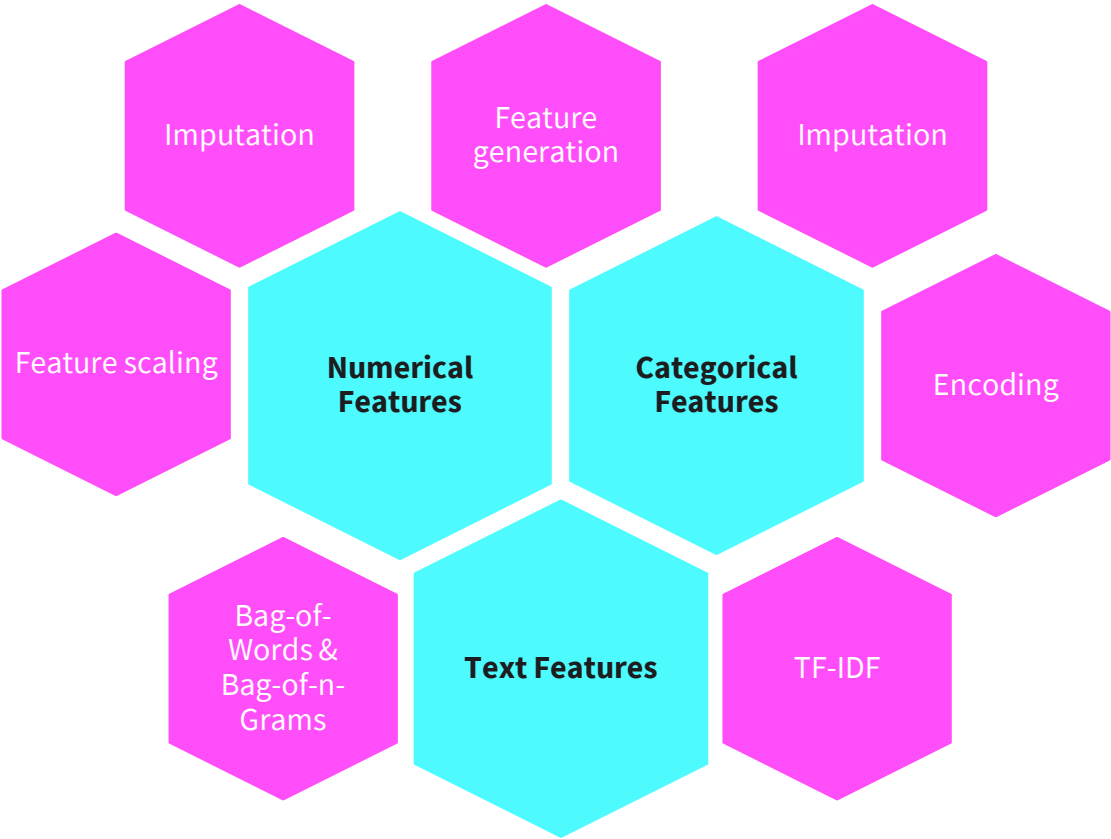 Imputation
Feature
generation
Imputation
Feature scaling
Numerical
Features
Categorical
Features
Encoding
Bag-of-
Words &
Bag-of-n-
Grams
Text Features
TF-IDF